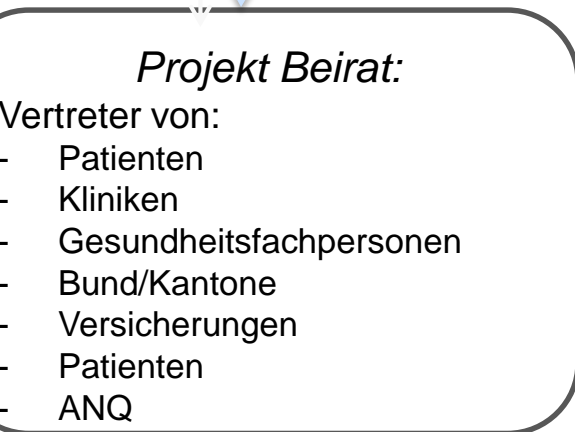 Projekt Beirat:
Vertreter von:
- Patienten
- Kliniken
- Gesundheitsfachpersonen
- Bund/Kantone
- Versicherungen
- Patienten
- ANQ